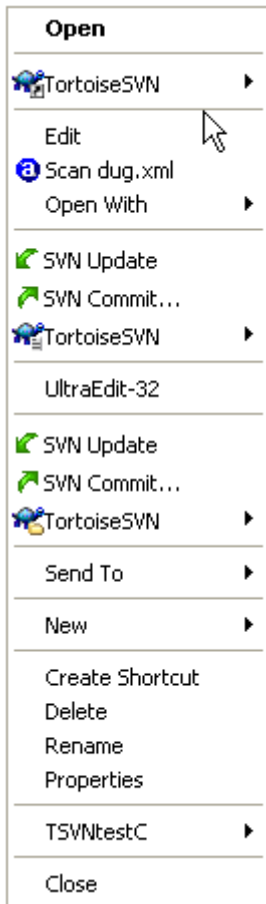 Open
TortoiseSVN
Edit
Scan dug.xml
Open With
SVN Update
SVN Commit...
TortoiseSVN
UltraEdit-32
SVN Update
SVN Commit...
TortoiseSVN
Send To
New
Create Shortcut
Delete
Rename
Properties
TSVNtestC
Close